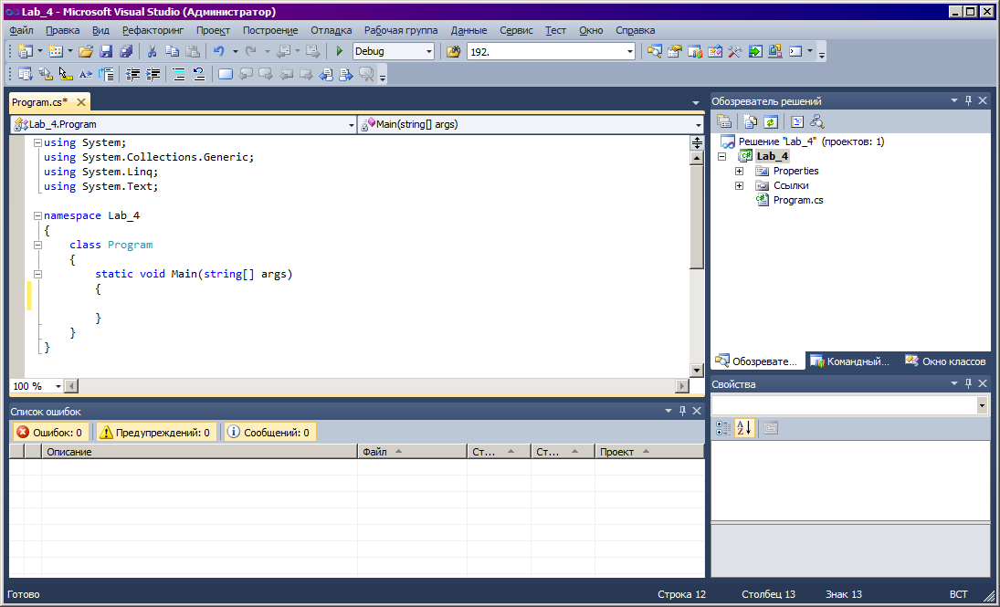 Lab_4 - Microsoft Visual Studio (Администратор)
Файл Правка Вид Рефакторинг Проект Построение Отладка Рабочая группа Данные Сервис Тест Окно Справка
Debug 192.
Program.cs*
Lab_4.Program Main(string[] args)
using System;
using System.Collections.Generic;
using System.Linq;
using System.Text;
namespace Lab_4
{
class Program
{
static void Main(string[] args)
{
}
}
}
100 %
Обозреватель решений
Решение "Lab_4" (проектов: 1)
Lab_4
Properties
Ссылки
Program.cs
Обозревате... Командный... Окно классов
Свойства
Список ошибок
Ошибок: 0 Предупреждений: 0 Сообщений: 0
Описание Файл Ст... Ст... Проект
Готово Строка 12 Столбец 13 Знак 13 ВСТ